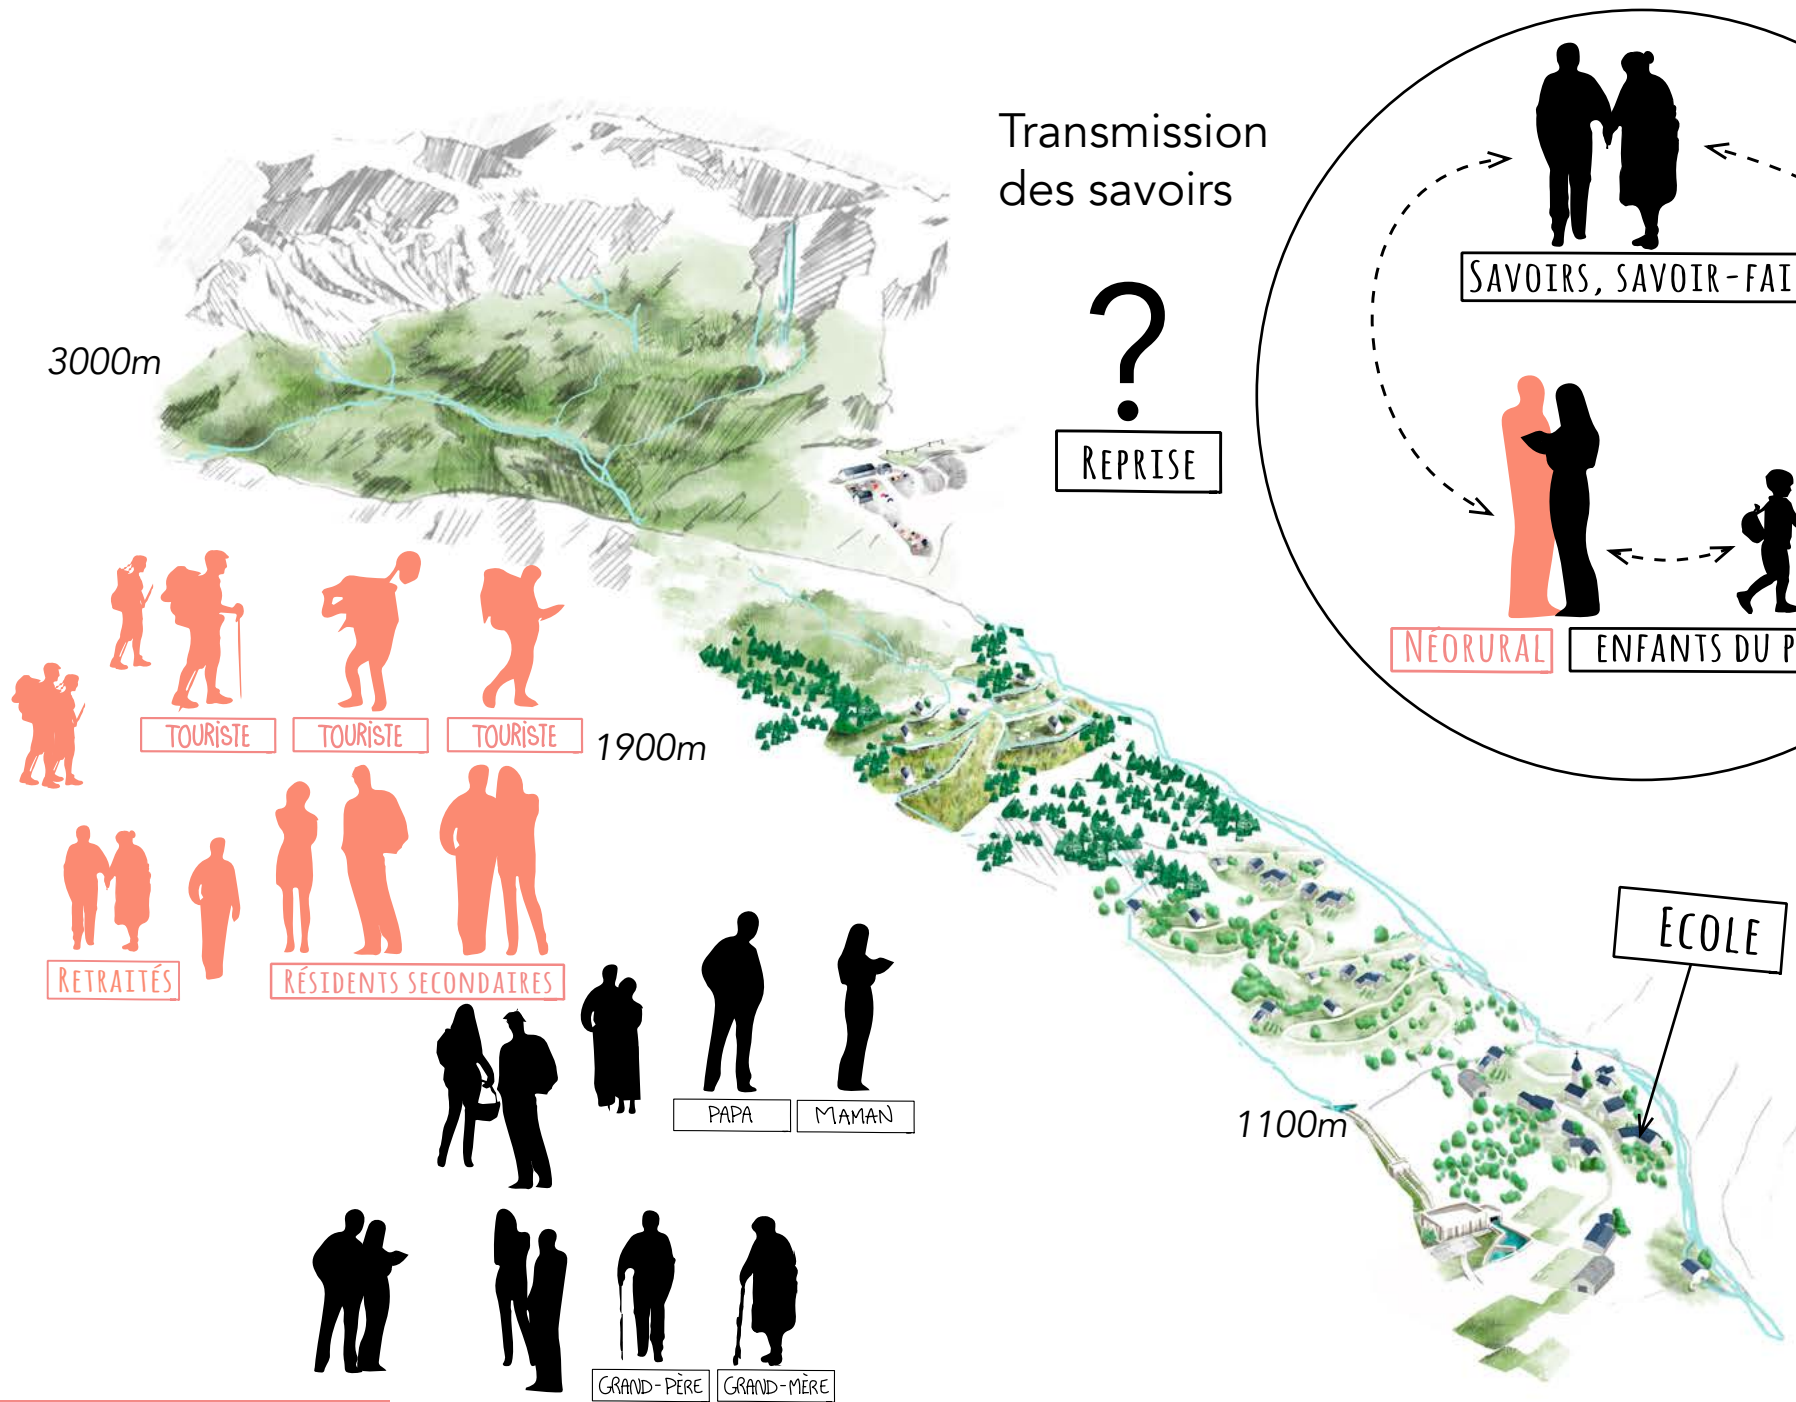 Transmission
des savoirs
SAVOIRS, SAVOIR-FAI
3000m
?
REPRISE
NÉORURAL
ENFANTS DU P
TOURISTE
TOURISTE
TOURISTE
1900m
RETRAITÉS
RÉSIDENTS SECONDAIRES
ECOLE
PAPA
MAMAN
1100m
GRAND-PÈRE
GRAND-MÈRE